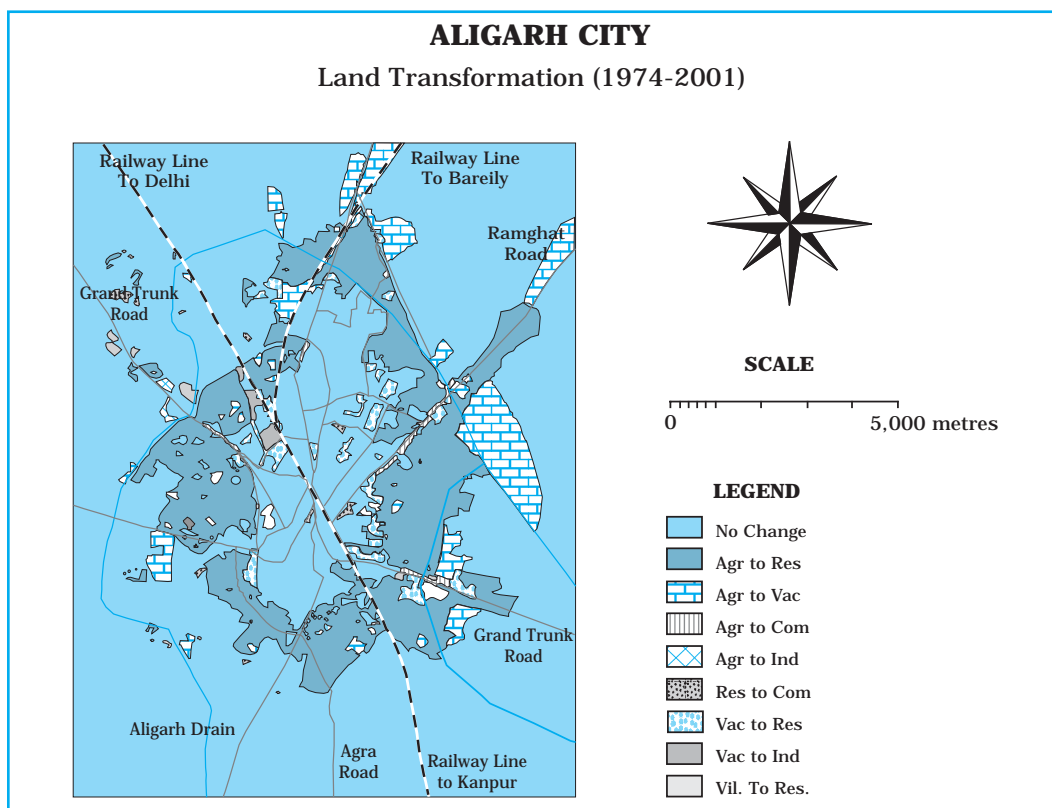 ALIGARH CITY
Land Transformation (1974-2001)
Railway Line
To Delhi
Railway Line
To Bareily
Ramghat
Road
Grand Trunk
Road
Grand Trunk
Road
Aligarh Drain
Agra
Road
Railway Line
to Kanpur
SCALE
0
5,000 metres
LEGEND
No Change
Agr to Res
Agr to Vac
Agr to Com
Agr to Ind
Res to Com
Vac to Res
Vac to Ind
Vil. To Res.